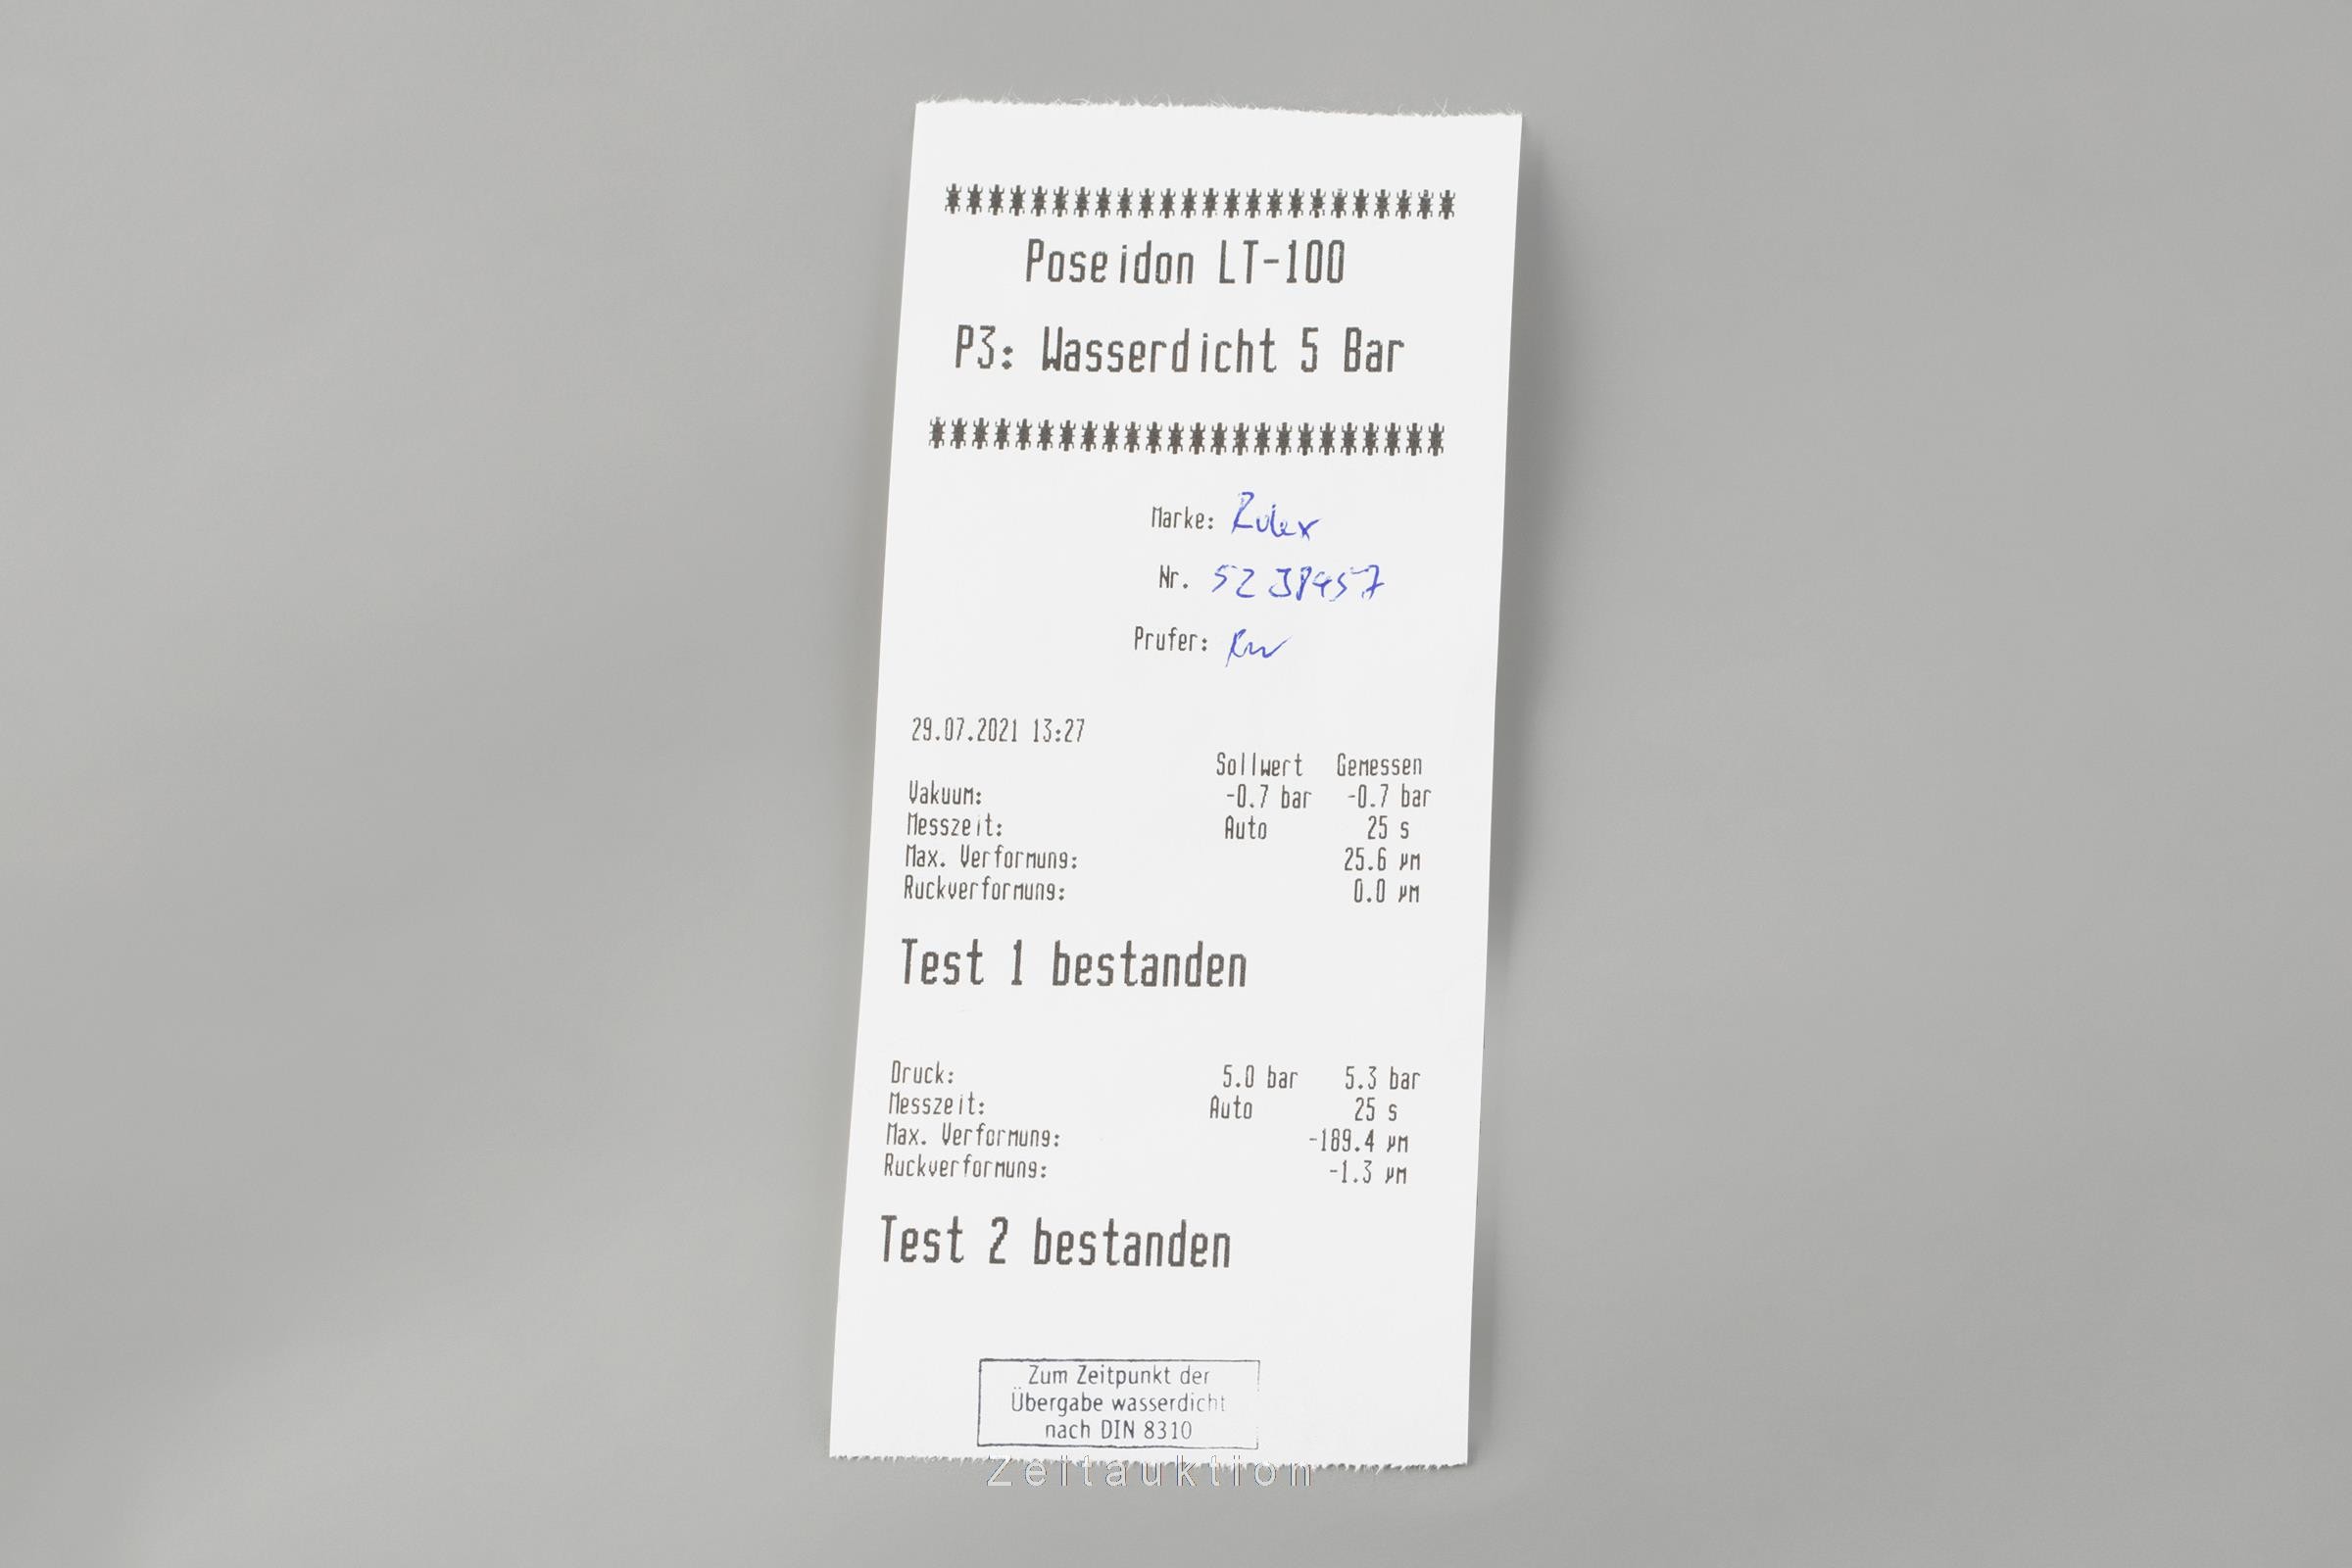 ************************
Poseidon LT-100
P3: Wasserdicht 5 Bar
************************
Marke: Rolex
Nr. 5238457
Prufer:
29.07.2021 13:27
Sollwert Gemessen
Vakuum: -0.7 bar -0.7 bar
Messzeit: Auto 25 s
Max. Verformung: 25.6 µm
Ruckverformung: 0.0 µm
Test 1 bestanden
Druck: 5.0 bar 5.3 bar
Messzeit: Auto 25 s
Max. Verformung: -189.4 µm
Ruckverformung: -1.3 µm
Test 2 bestanden
Zum Zeitpunkt der
Übergabe wasserdicht
nach DIN 8310
Zeitauktion